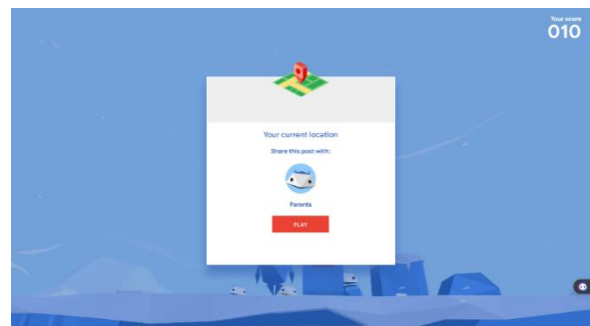 Your score
010
Your current location
Share this post with:
Parents
PLAY